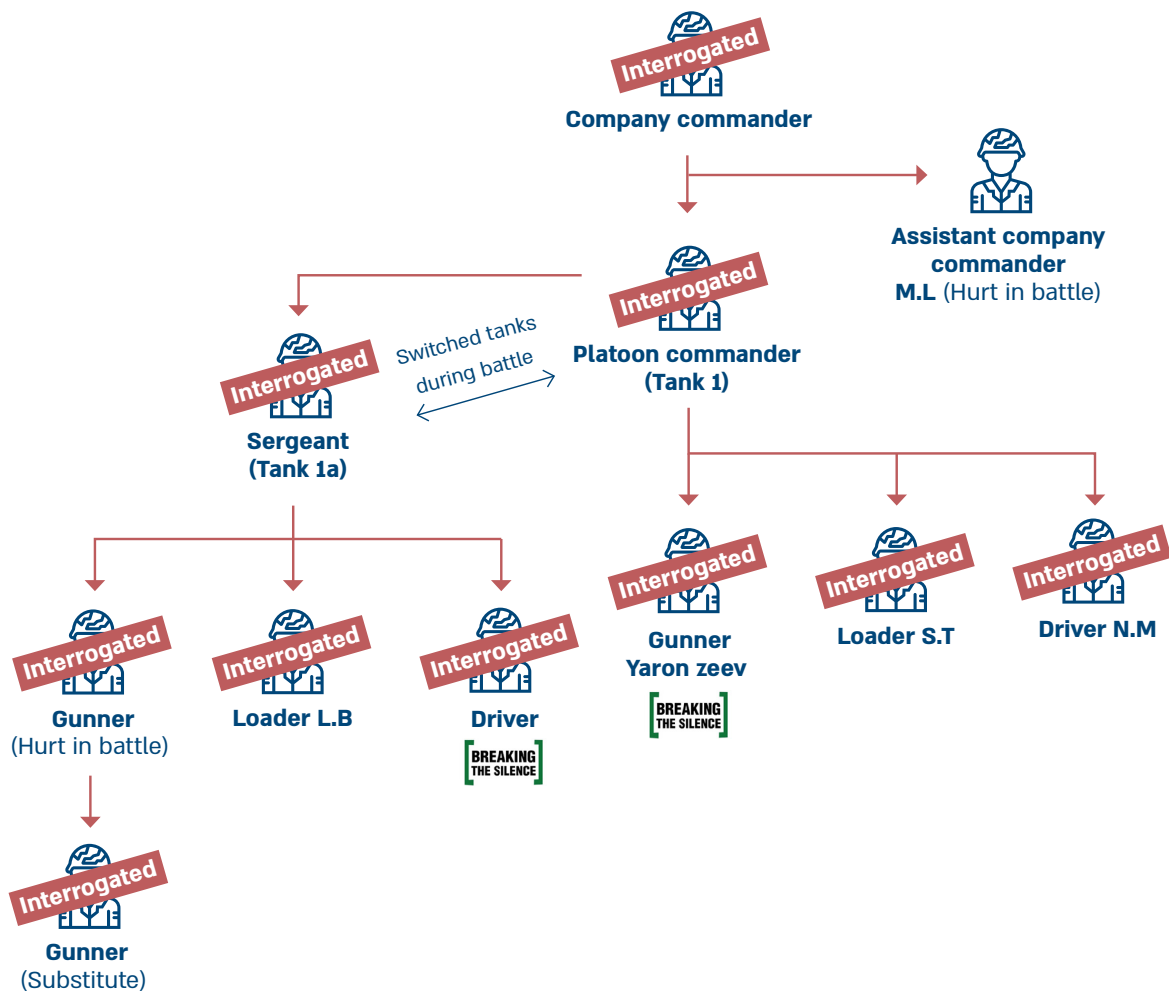 Interrogated
Company commander
Assistant company
commander
M.L (Hurt in battle)
Interrogated
Platoon commander
(Tank 1)
Switched tanks
during battle
Interrogated
Sergeant
(Tank 1a)
Interrogated
Gunner
Yaron zeev
BREAKING
THE SILENCE
Interrogated
Loader S.T
Interrogated
Driver N.M
Interrogated
Gunner
(Hurt in battle)
Interrogated
Loader L.B
Interrogated
Driver
BREAKING
THE SILENCE
Interrogated
Gunner
(Substitute)